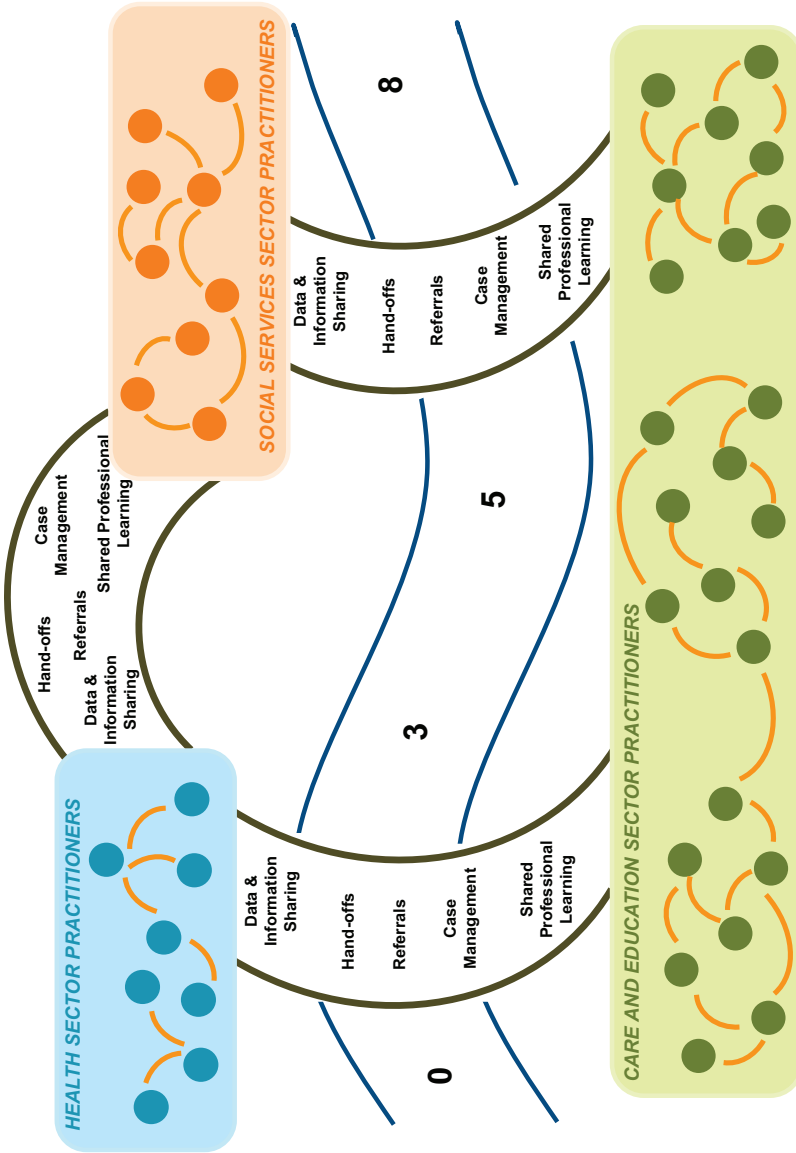 Hand-offs
Case
Management
Referrals
Data &
Information
Sharing
Shared Professional
Learning
HEALTH SECTOR PRACTITIONERS
SOCIAL SERVICES SECTOR PRACTITIONERS
Data &
Information
Sharing
Hand-offs
Referrals
Case
Management
Shared
Professional
Learning
Data &
Information
Sharing
Hand-offs
Referrals
Case
Management
Shared
Professional
Learning
0
3
5
8
CARE AND EDUCATION SECTOR PRACTITIONERS